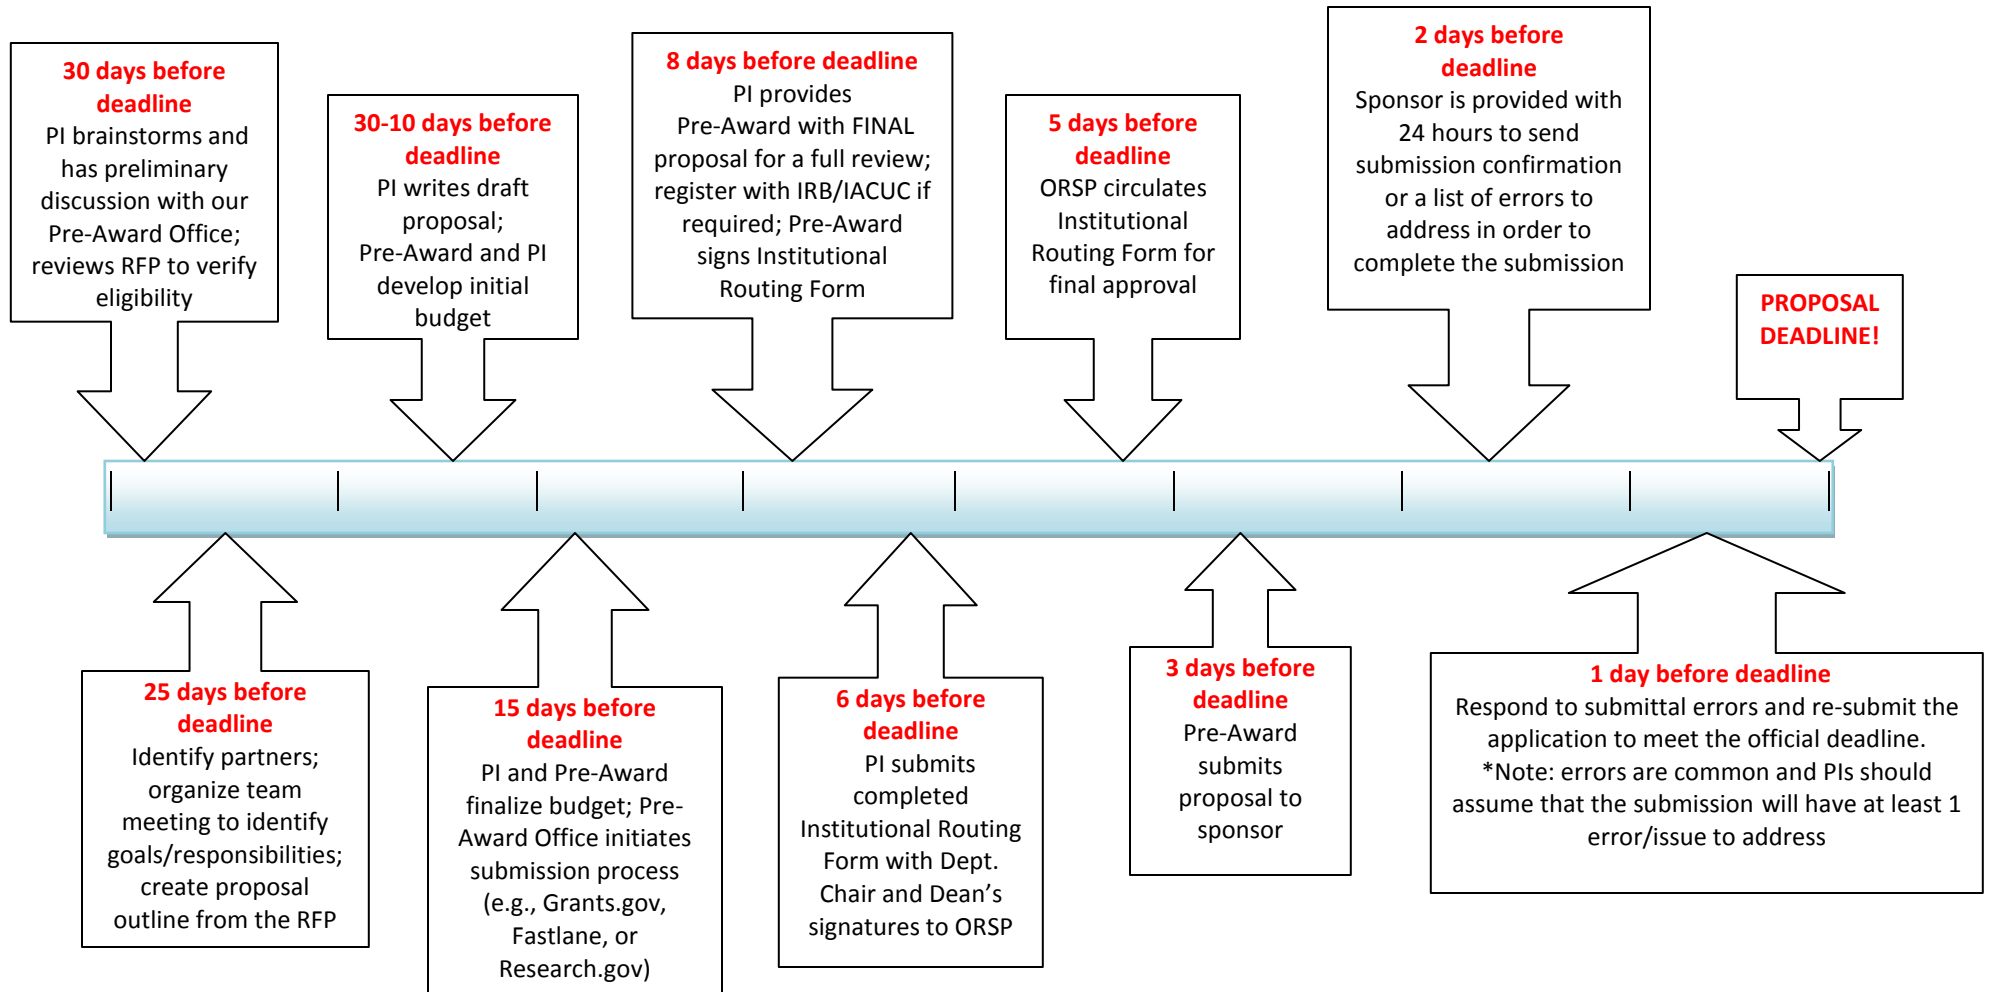 30 days before
deadline
PI brainstorms and
has preliminary
discussion with our
Pre-Award Office;
reviews RFP to verify
eligibility
30-10 days before
deadline
PI writes draft
proposal;
Pre-Award and PI
develop initial
budget
8 days before deadline
PI provides
Pre-Award with FINAL
proposal for a full review;
register with IRB/IACUC if
required; Pre-Award
signs Institutional
Routing Form
5 days before
deadline
ORSP circulates
Institutional
Routing Form for
final approval
2 days before
deadline
Sponsor is provided with
24 hours to send
submission confirmation
or a list of errors to
address in order to
complete the submission
PROPOSAL
DEADLINE!
25 days before
deadline
Identify partners;
organize team
meeting to identify
goals/responsibilities;
create proposal
outline from the RFP
15 days before
deadline
PI and Pre-Award
finalize budget; Pre-
Award Office initiates
submission process
(e.g., Grants.gov,
Fastlane, or
Research.gov)
6 days before
deadline
PI submits
completed
Institutional Routing
Form with Dept.
Chair and Dean’s
signatures to ORSP
3 days before
deadline
Pre-Award
submits
proposal to
sponsor
1 day before deadline
Respond to submittal errors and re-submit the
application to meet the official deadline.
*Note: errors are common and PIs should
assume that the submission will have at least 1
error/issue to address